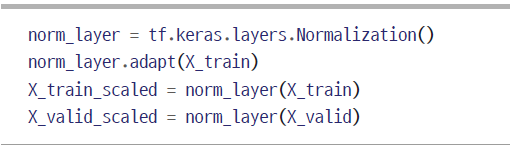 norm_layer = tf.keras.layers.Normalization()
norm_layer.adapt(X_train)
X_train_scaled = norm_layer(X_train)
X_valid_scaled = norm_layer(X_valid)